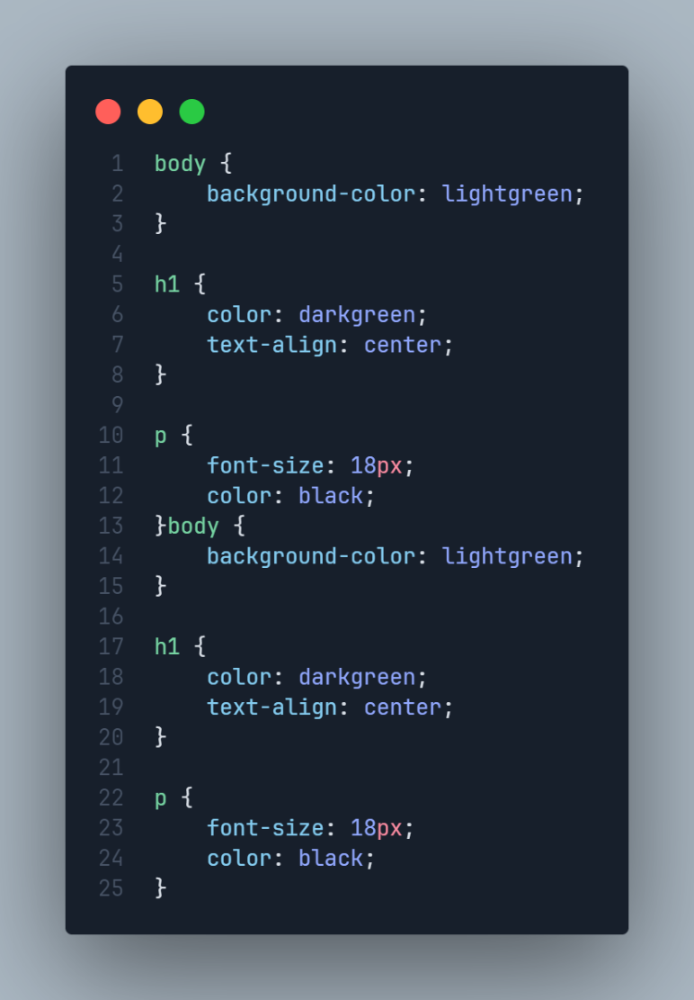 1 body {
2     background-color: lightgreen;
3 }
4
5 h1 {
6     color: darkgreen;
7     text-align: center;
8 }
9
10 p {
11     font-size: 18px;
12     color: black;
13 }body {
14     background-color: lightgreen;
15 }
16
17 h1 {
18     color: darkgreen;
19     text-align: center;
20 }
21
22 p {
23     font-size: 18px;
24     color: black;
25 }